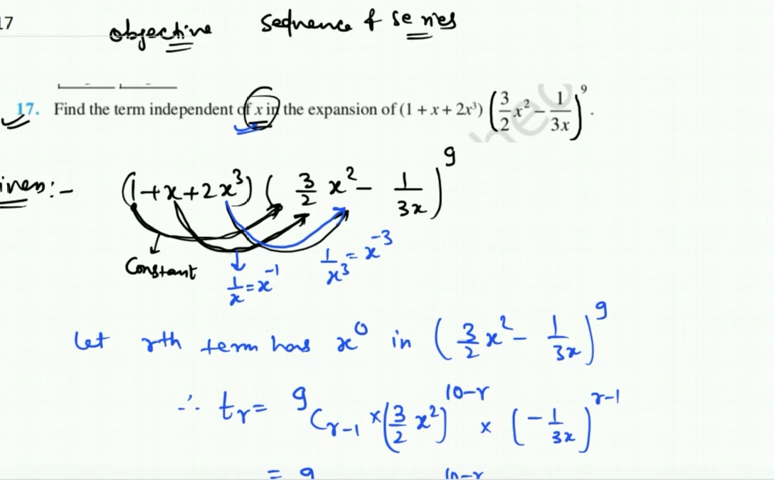 17
objective Sequence & series
17. Find the term independent of x in the expansion of (1 + x + 2x³) (3/2 x² − 1/3x)⁹.
:- (1+x+2x³) ( 3/2 x² − 1/3x )⁹
Constant 1/x = x⁻¹ 1/x³ = x⁻³
Let rth term has x⁰ in ( 3/2 x² − 1/3x )⁹
∴ tr = ⁹Cr−1 × (3/2 x²)¹⁰⁻ʳ × (−1/3x)ʳ⁻¹
= 9 10−r